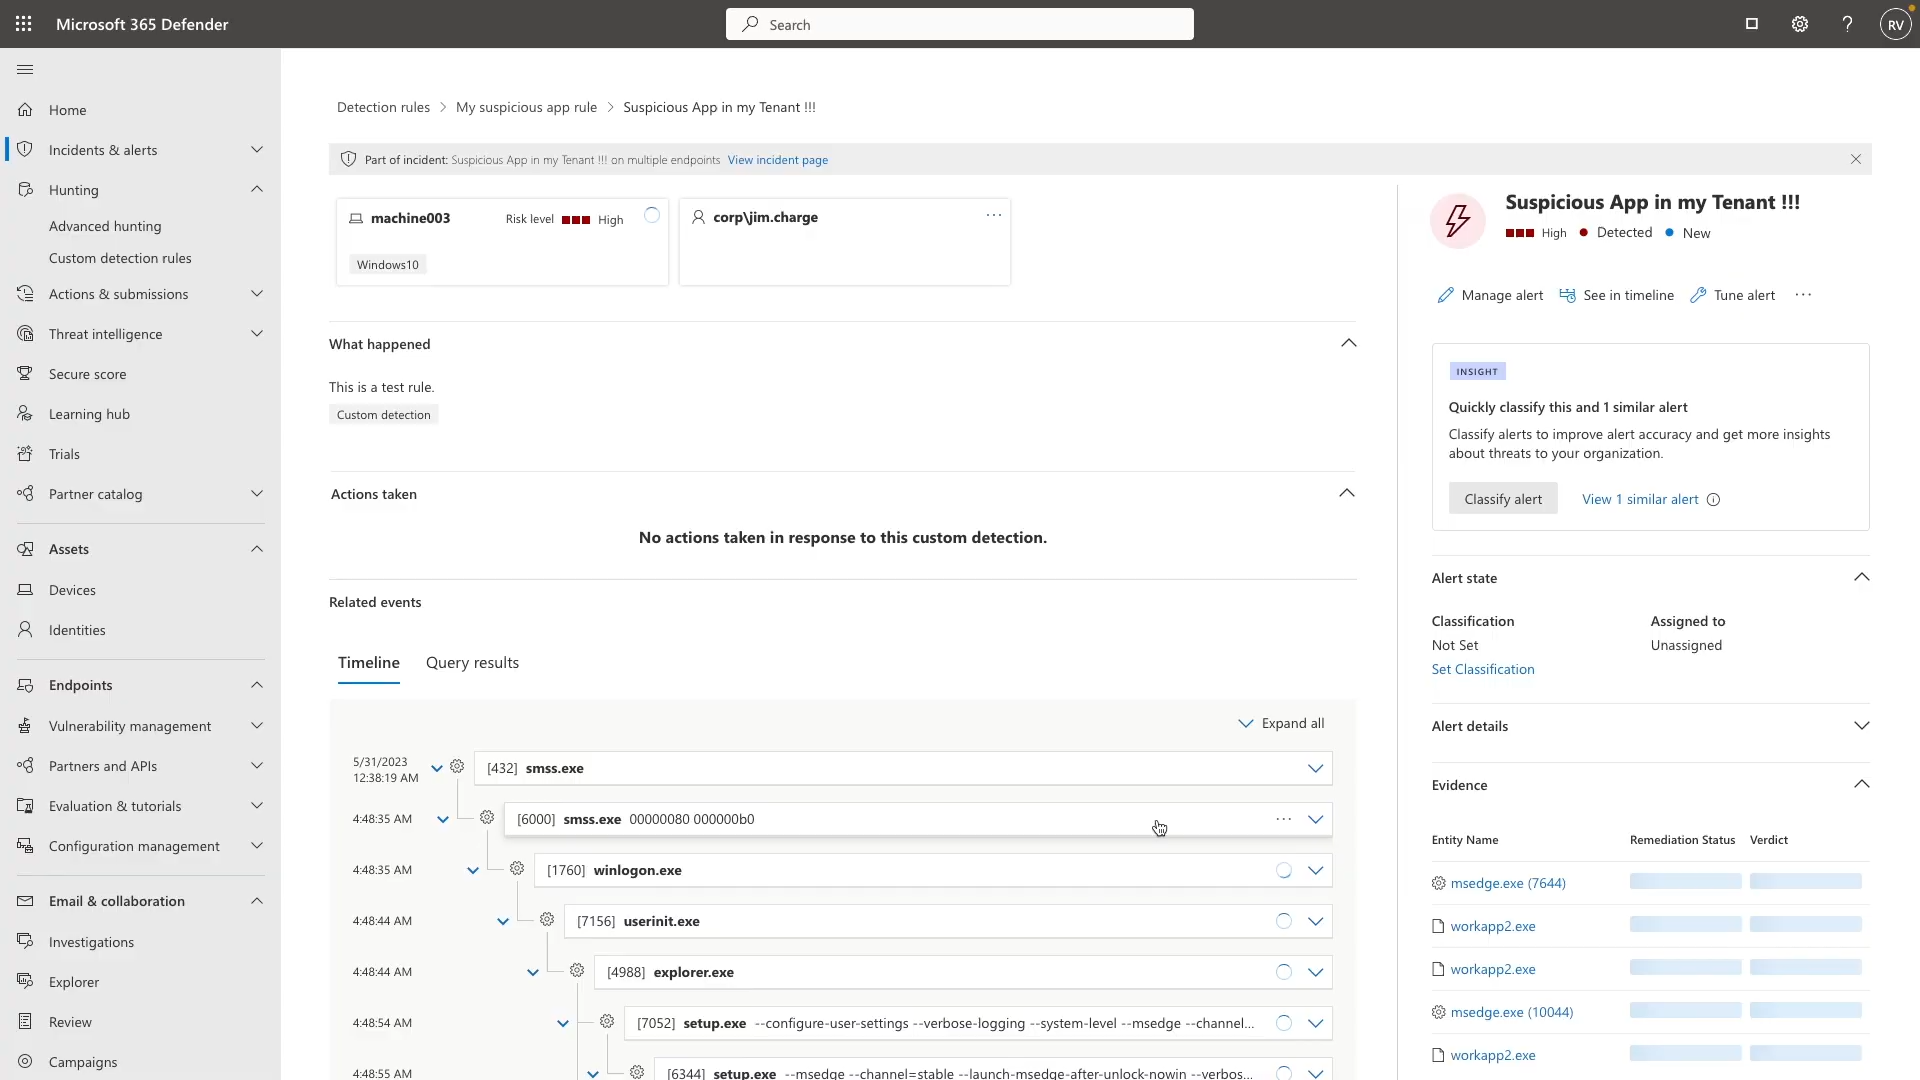 Microsoft 365 Defender
Search
RV
Home
Incidents & alerts
Hunting
Advanced hunting
Custom detection rules
Actions & submissions
Threat intelligence
Secure score
Learning hub
Trials
Partner catalog
Assets
Devices
Identities
Endpoints
Vulnerability management
Partners and APIs
Evaluation & tutorials
Configuration management
Email & collaboration
Investigations
Explorer
Review
Campaigns
Detection rules > My suspicious app rule > Suspicious App in my Tenant !!!
Part of incident: Suspicious App in my Tenant !!! on multiple endpoints View incident page
machine003 Risk level High
Windows10
corp\jim.charge
What happened
This is a test rule.
Custom detection
Actions taken
No actions taken in response to this custom detection.
Related events
Timeline Query results
Expand all
5/31/2023
12:38:19 AM
[432] smss.exe
4:48:35 AM [6000] smss.exe 00000080 000000b0
4:48:35 AM [1760] winlogon.exe
4:48:44 AM [7156] userinit.exe
4:48:44 AM [4988] explorer.exe
4:48:54 AM [7052] setup.exe --configure-user-settings --verbose-logging --system-level --msedge --channel...
4:48:55 AM [6344] setup.exe --msedge --channel=stable --launch-msedge-after-unlock-nowin --verbos...
Suspicious App in my Tenant !!!
High Detected New
Manage alert See in timeline Tune alert
INSIGHT
Quickly classify this and 1 similar alert
Classify alerts to improve alert accuracy and get more insights
about threats to your organization.
Classify alert View 1 similar alert
Alert state
Classification Assigned to
Not Set Unassigned
Set Classification
Alert details
Evidence
Entity Name Remediation Status Verdict
msedge.exe (7644)
workapp2.exe
workapp2.exe
msedge.exe (10044)
workapp2.exe